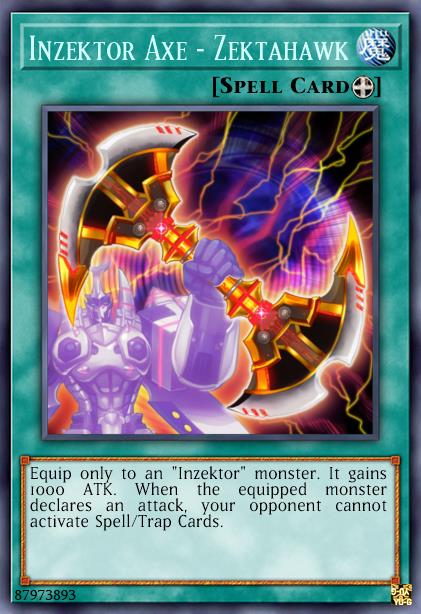 Inzektor Axe - Zektahawk 魔
[Spell Card]
Equip only to an "Inzektor" monster. It gains
1000 ATK. When the equipped monster
declares an attack, your opponent cannot
activate Spell/Trap Cards.
87973893